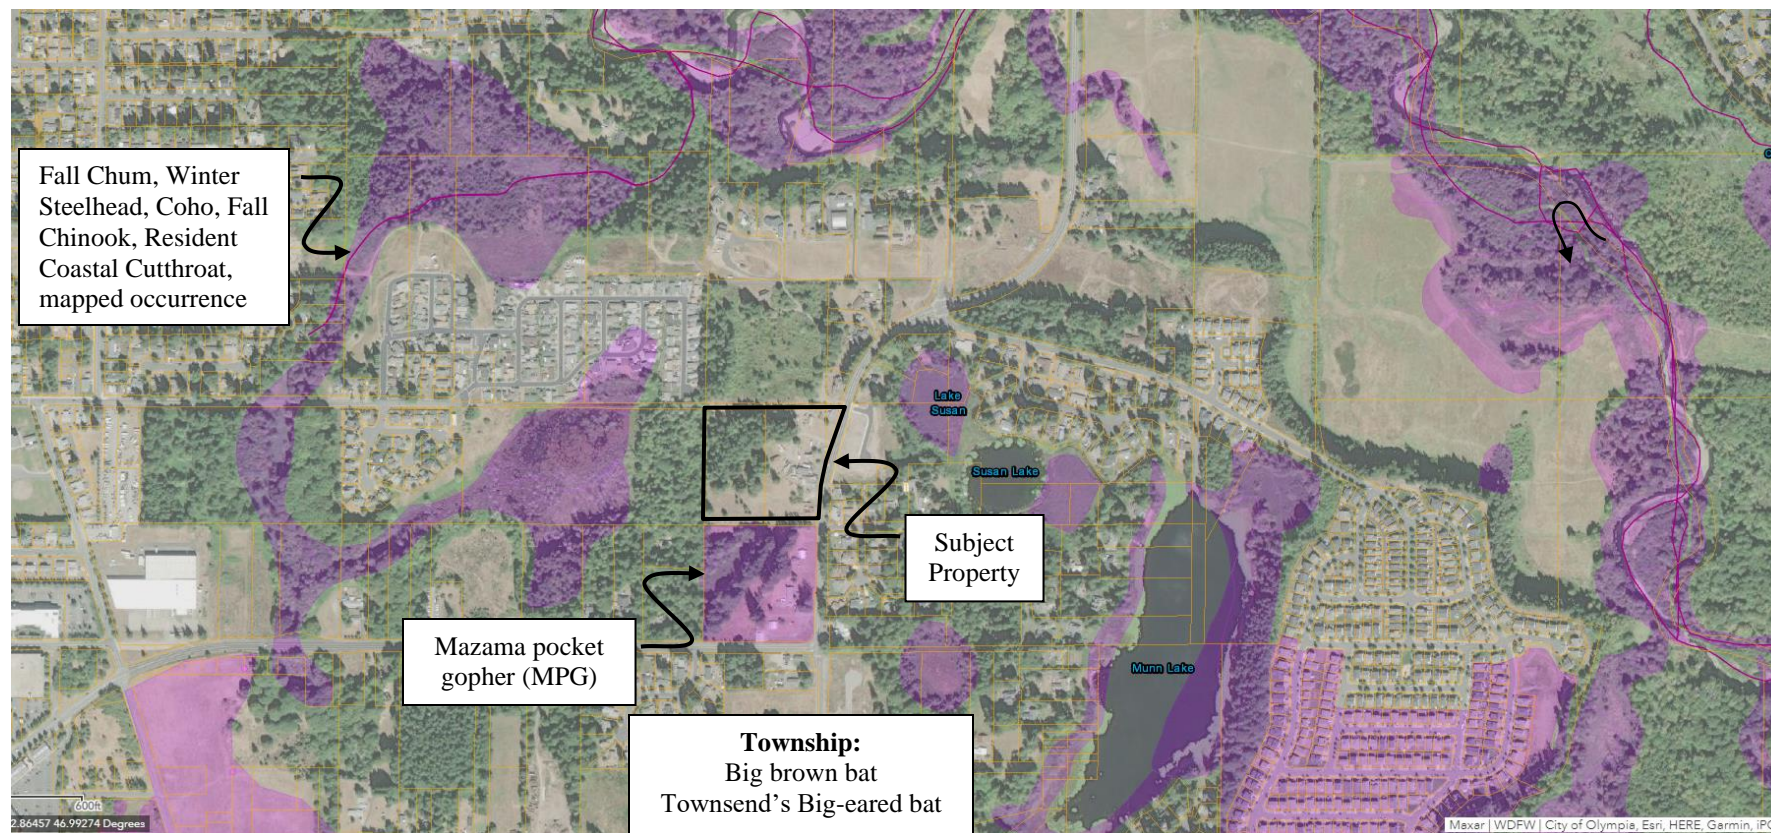 Fall Chum, Winter
Steelhead, Coho, Fall
Chinook, Resident
Coastal Cutthroat,
mapped occurrence
Lake
Susan
Susan Lake
Subject
Property
Mazama pocket
gopher (MPG)
Munn Lake
Township:
Big brown bat
Townsend’s Big-eared bat
600ft
2.86457 46.99274 Degrees
Maxar | WDFW | City of Olympia, Esri, HERE, Garmin, iPC